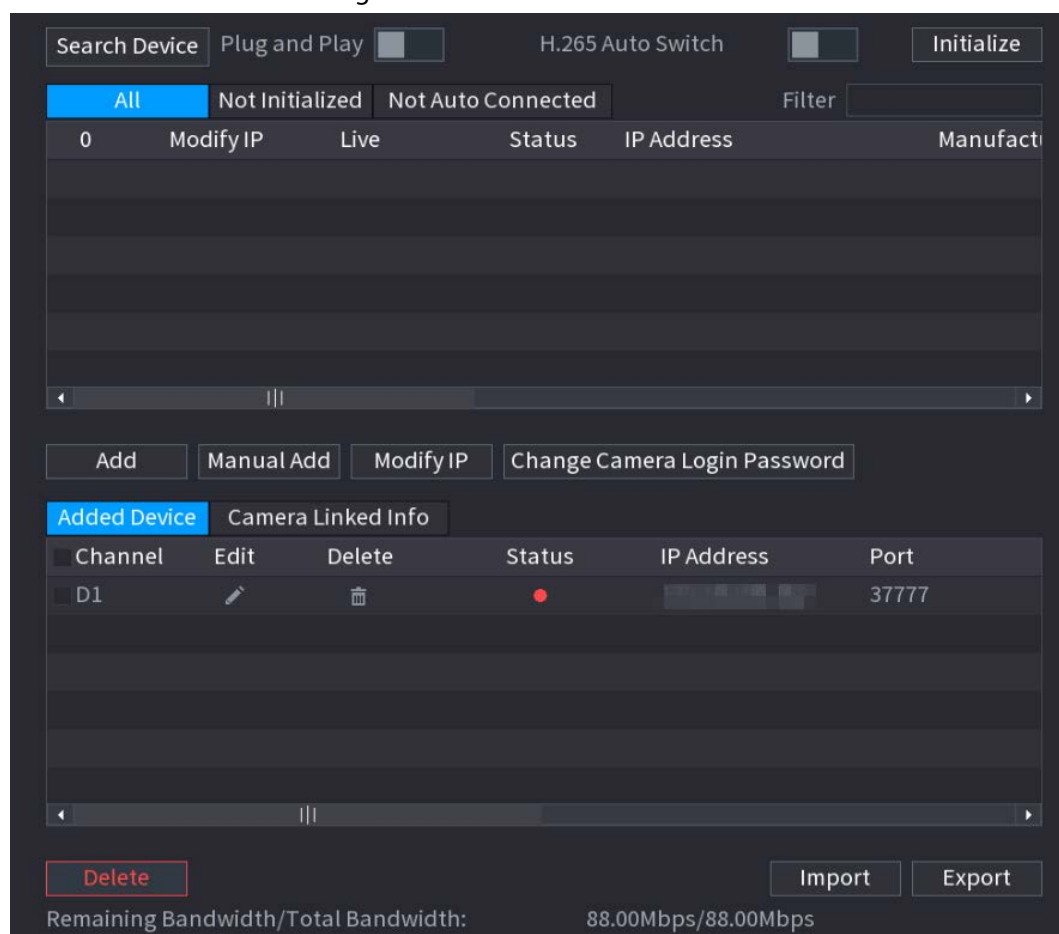 Search Device Plug and Play H.265 Auto Switch Initialize
All Not Initialized Not Auto Connected Filter
0 Modify IP Live Status IP Address Manufactu
Add Manual Add Modify IP Change Camera Login Password
Added Device Camera Linked Info
Channel Edit Delete Status IP Address Port
D1 37777
Delete Import Export
Remaining Bandwidth/Total Bandwidth: 88.00Mbps/88.00Mbps